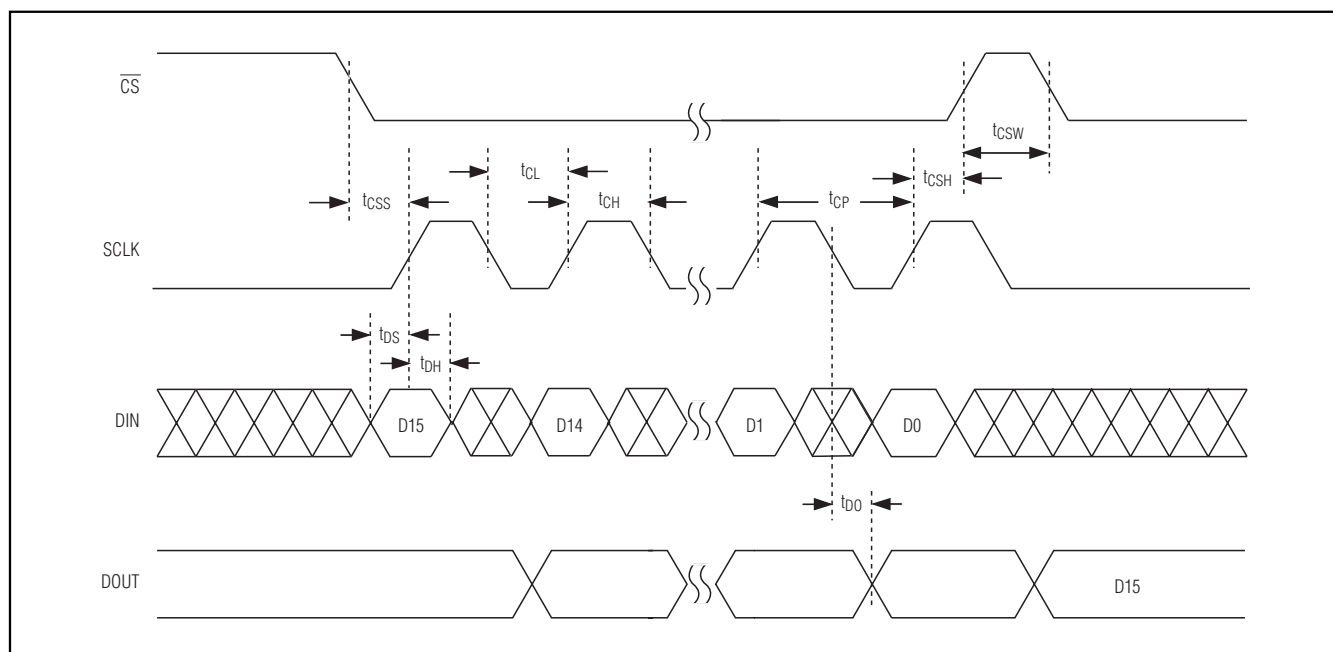 CS
tCSW
tCL
tCSH
tCSS
tCH
tCP
SCLK
tDS
tDH
DIN
D15
D14
D1
D0
tDO
DOUT
D15